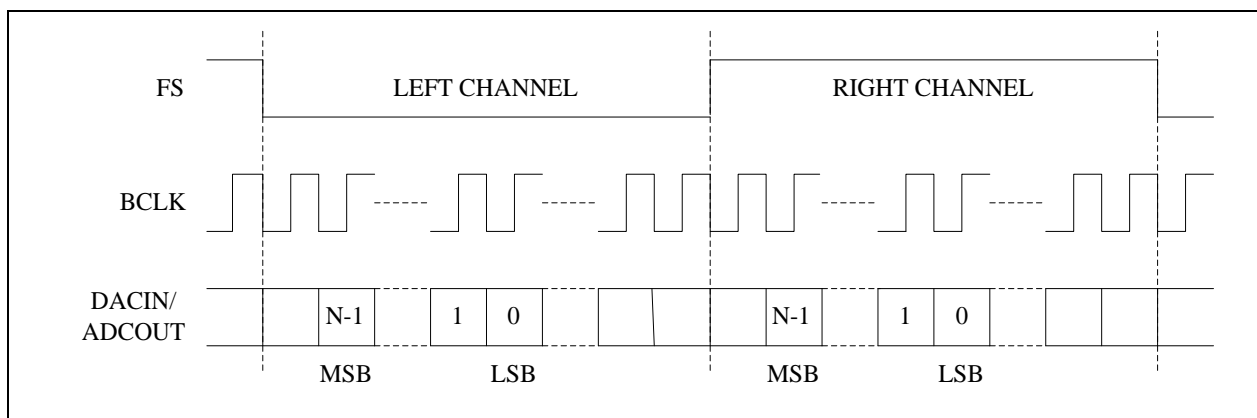 FS
LEFT CHANNEL
RIGHT CHANNEL
BCLK
DACIN/
ADCOUT
N-1
1
0
N-1
1
0
MSB
LSB
MSB
LSB